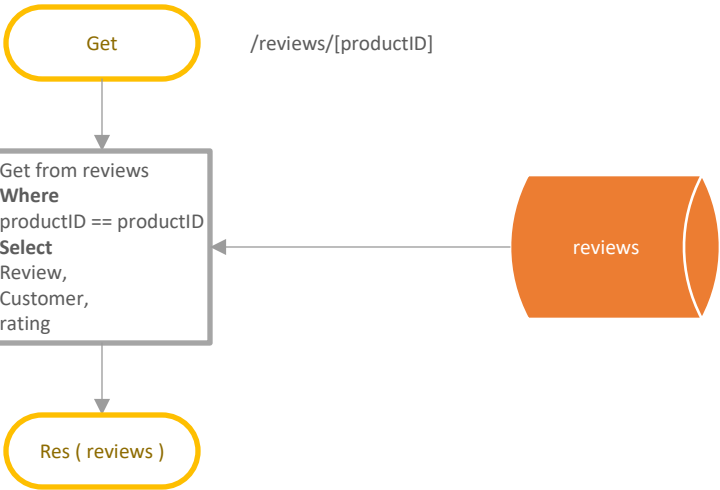 Get
/reviews/[productID]
Get from reviews
Where
productID == productID
Select
Review,
Customer,
rating
reviews
Res ( reviews )